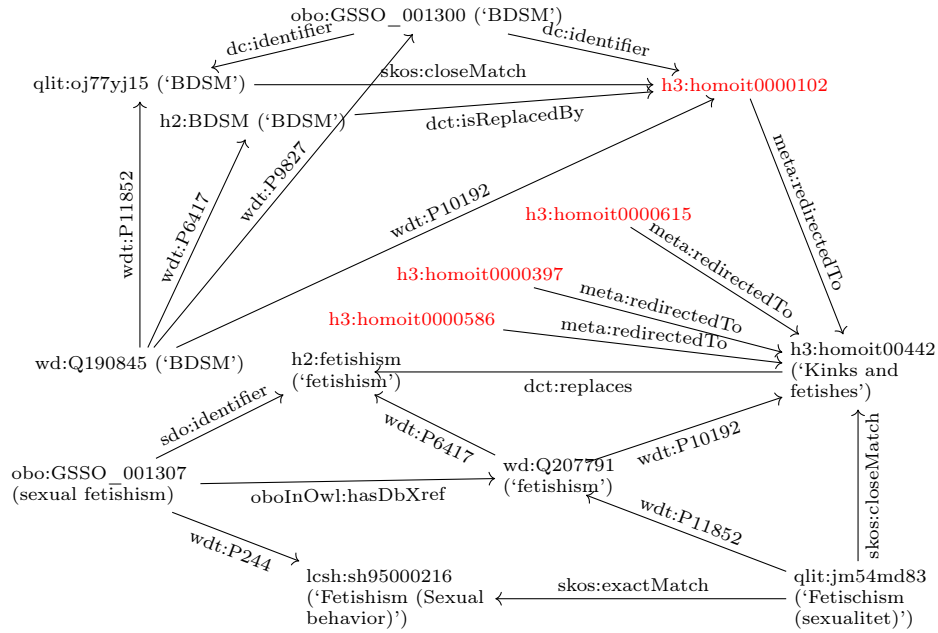 obo:GSSO_001300 (‘BDSM’)
dc:identifier
dc:identifier
qlit:oj77yj15 (‘BDSM’)
skos:closeMatch
h3:homoit0000102
h2:BDSM (‘BDSM’)
dct:isReplacedBy
wdt:P11852
wdt:P6417
wdt:P9827
wdt:P10192
meta:redirectedTo
h3:homoit0000615
meta:redirectedTo
h3:homoit0000397
meta:redirectedTo
h3:homoit0000586
meta:redirectedTo
wd:Q190845 (‘BDSM’)
h2:fetishism
(‘fetishism’)
dct:replaces
h3:homoit00442
(‘Kinks and
fetishes’)
sdo:identifier
wdt:P6417
wdt:P10192
skos:closeMatch
obo:GSSO_001307
(sexual fetishism)
oboInOwl:hasDbXref
wd:Q207791
(‘fetishism’)
wdt:P11852
wdt:P244
lcsh:sh95000216
(‘Fetishism (Sexual
behavior)’)
skos:exactMatch
qlit:jm54md83
(‘Fetischism
(sexualitet)’)